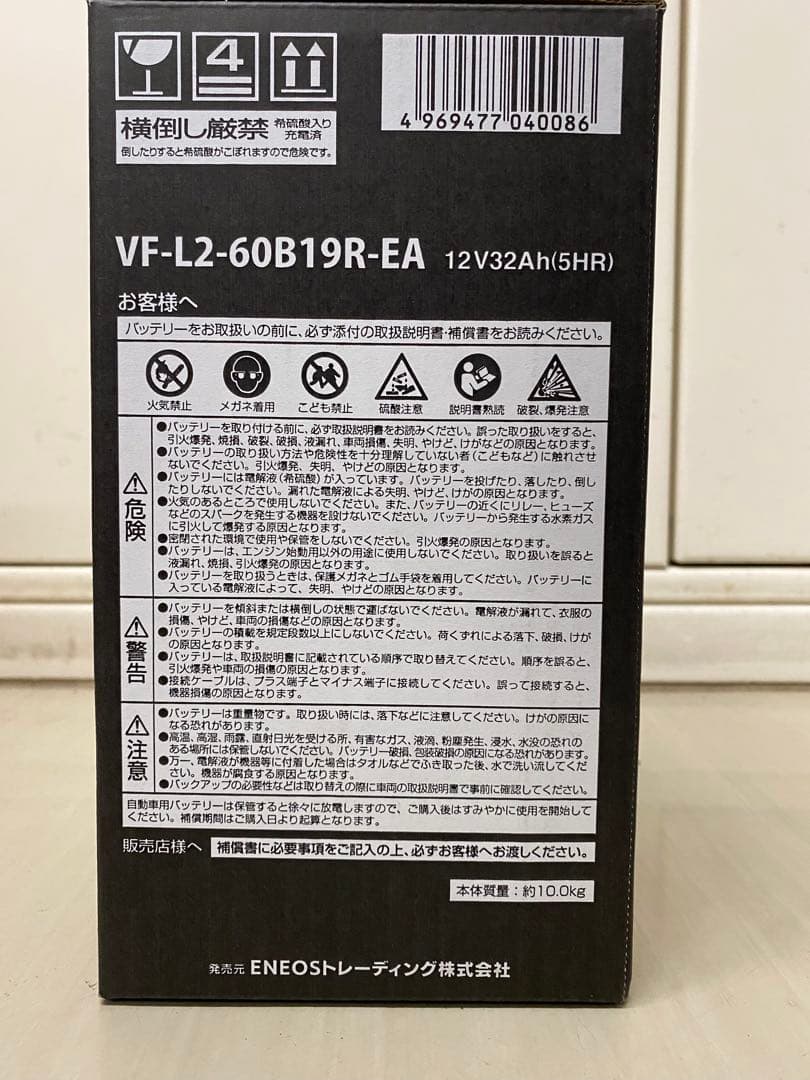 4
4 969477 040086
横倒し厳禁 希硫酸入り 充電済
倒したりすると希硫酸がこぼれますので危険です。
VF-L2-60B19R-EA 12V32Ah(5HR)
お客様へ
バッテリーをお取扱いの前に、必ず添付の取扱説明書・補償書をお読みください。
火気禁止 メガネ着用 こども禁止 硫酸注意 説明書熟読 破裂、爆発注意
危険
●バッテリーを取り付ける前に、必ず取扱説明書をお読みください。誤った取り扱いをすると、
引火爆発、焼損、破裂、破損、液漏れ、車両損傷、失明、やけど、けがなどの原因となります。
●バッテリーの取り扱い方法や危険性を十分理解していない者（こどもなど）に触れさ
せないでください。引火爆発、失明、やけどの原因となります。
●バッテリーには電解液（希硫酸）が入っています。バッテリーを投げたり、落したり、倒し
たりしないでください。漏れた電解液による失明、やけど、けがの原因となります。
●火気のあるところで使用しないでください。また、バッテリーの近くにリレー、ヒューズ
などのスパークを発生する機器を設けないでください。バッテリーから発生する水素ガス
に引火して爆発する原因となります。
●密閉された環境で使用や保管をしないでください。引火爆発の原因となります。
●バッテリーは、エンジン始動用以外の用途に使用しないでください。取り扱いを誤ると
液漏れ、焼損、引火爆発の原因となります。
●バッテリーを取り扱うときは、保護メガネとゴム手袋を着用してください。バッテリーに
入っている電解液によって、失明、やけどの原因となります。
警告
●バッテリーを傾斜または横倒しの状態で運ばないでください。電解液が漏れて、衣服の
損傷、やけど、車両の損傷などの原因となります。
●バッテリーの積載を規定段数以上にしないでください。荷くずれによる落下、破損、けが
の原因となります。
●バッテリーは、取扱説明書に記載されている順序で取り替えてください。順序を誤ると、
引火爆発や車両の損傷の原因となります。
●接続ケーブルは、プラス端子とマイナス端子に接続してください。誤って接続すると、
機器損傷の原因となります。
注意
●バッテリーは重量物です。取り扱い時には、落下などに注意してください。けがの原因に
なる恐れがあります。
●高温、高湿、雨露、直射日光を受ける所、有害なガス、液滴、粉塵発生、浸水、水没の恐れの
ある場所には保管しないでください。バッテリー破損、包装破損の原因になる恐れがあります。
●万一、電解液が機器等に付着した場合はタオルなどでふき取った後、水で洗い流してくだ
さい。機器が腐食する原因となります。
●バックアップの必要性などは取り替えの際に車両の取扱説明書で事前に確認してください。
自動車用バッテリーは保管すると徐々に放電しますので、ご購入後はすみやかに使用を開始して
ください。補償期間はご購入日より起算となります。
販売店様へ 補償書に必要事項をご記入の上、必ずお客様へお渡しください。
本体質量：約10.0kg
発売元 ENEOSトレーディング株式会社